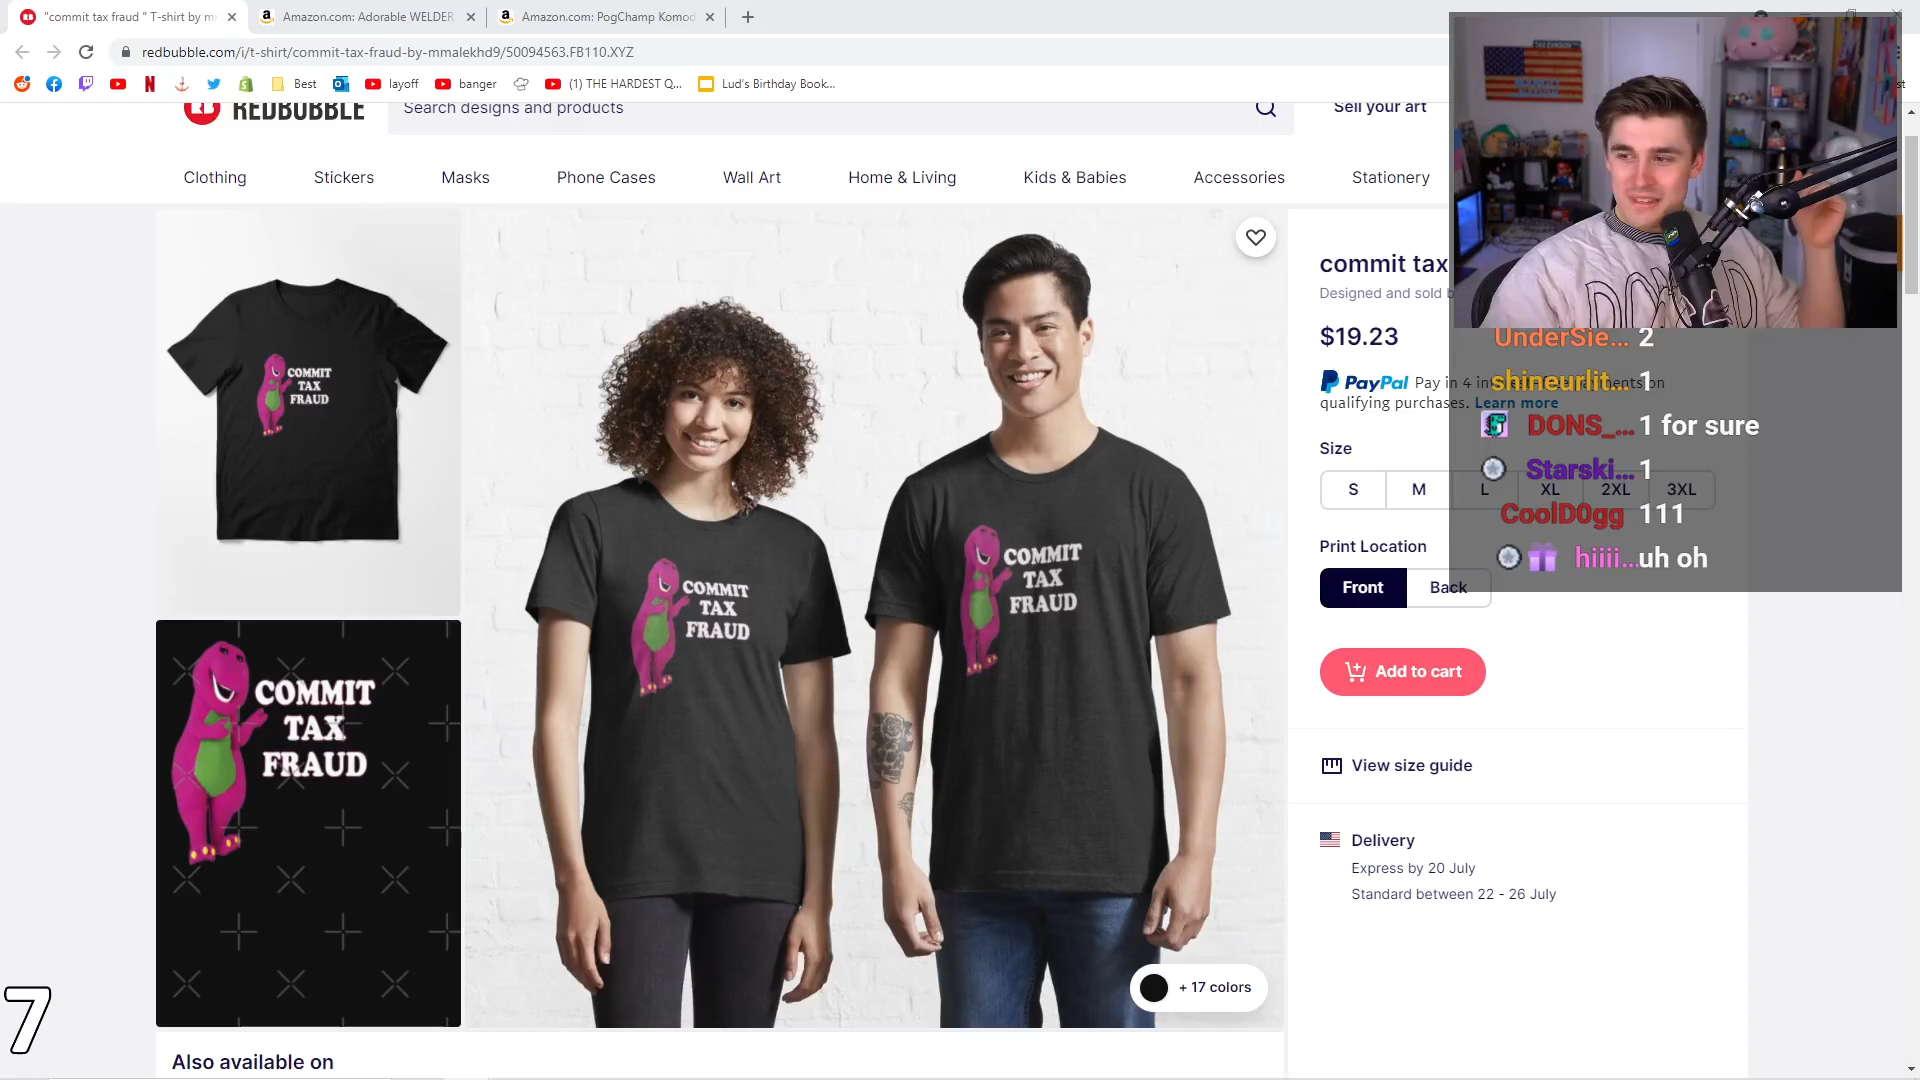 "commit tax fraud " T-shirt by m
Amazon.com: Adorable WELDER
Amazon.com: PogChamp Komod
redbubble.com/i/t-shirt/commit-tax-fraud-by-mmalekhd9/50094563.FB110.XYZ
Best
layoff
banger
(1) THE HARDEST Q...
Lud's Birthday Book...
REDBUBBLE
Search designs and products
Sell your art
Clothing
Stickers
Masks
Phone Cases
Wall Art
Home & Living
Kids & Babies
Accessories
Stationery
COMMIT
TAX
FRAUD
COMMIT
TAX
FRAUD
COMMIT
TAX
FRAUD
COMMIT
TAX
FRAUD
+ 17 colors
commit tax
Designed and sold b
$19.23
PayPal Pay in 4 in
qualifying purchases. Learn more
Size
S M L XL 2XL 3XL
Print Location
Front Back
Add to cart
View size guide
Delivery
Express by 20 July
Standard between 22 - 26 July
UnderSie... 2
shineurlit... 1
DONS_... 1 for sure
Starski... 1
CoolD0gg 111
hiiii...uh oh
7
Also available on